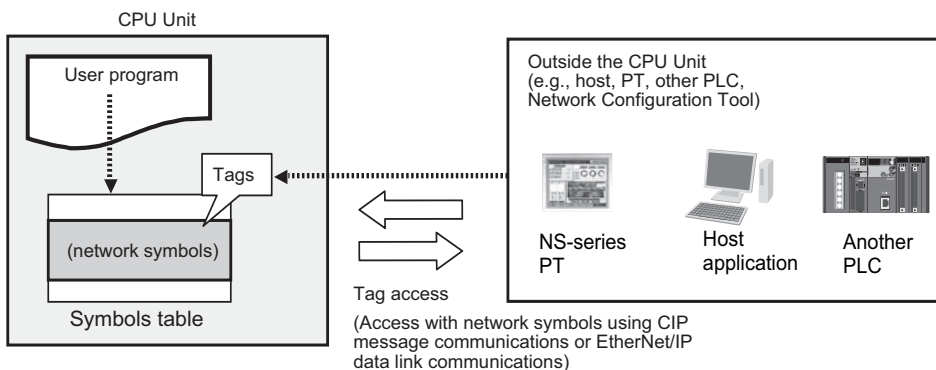 CPU Unit
User program
Tags
(network symbols)
Symbols table
Tag access
(Access with network symbols using CIP
message communications or EtherNet/IP
data link communications)
Outside the CPU Unit
(e.g., host, PT, other PLC,
Network Configuration Tool)
NS-series
PT
Host
application
Another
PLC